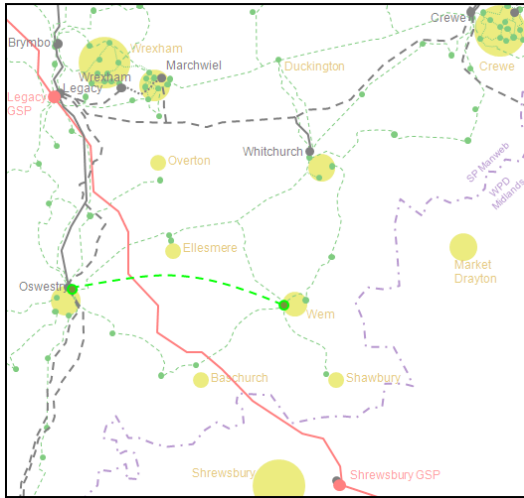 Crewe
Brymbo
Wrexham
Marchwiel
Duckington
Crewe
Wrexham
Legacy
Legacy
GSP
Whitchurch
Overton
SP Manweb
WPD
Midlands
Ellesmere
Market
Drayton
Oswestr
Wem
Baschurch
Shawbury
Shrewsbury
Shrewsbury GSP